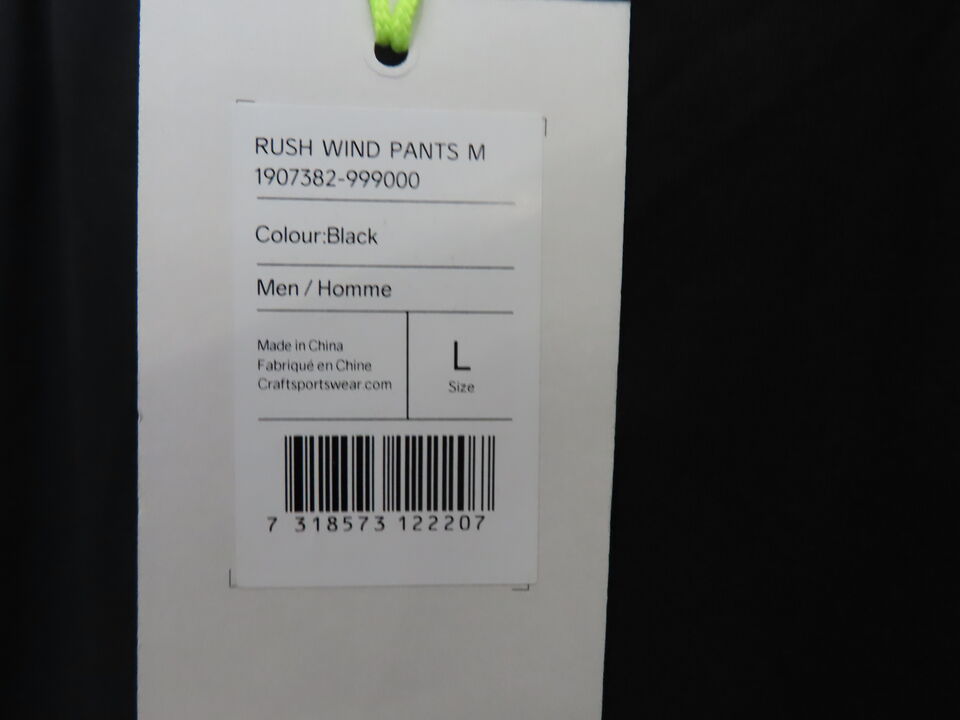 RUSH WIND PANTS M
1907382-999000
Colour:Black
Men / Homme
Made in China
Fabriqué en Chine
Craftsportswear.com
L
Size
7 318573 122207